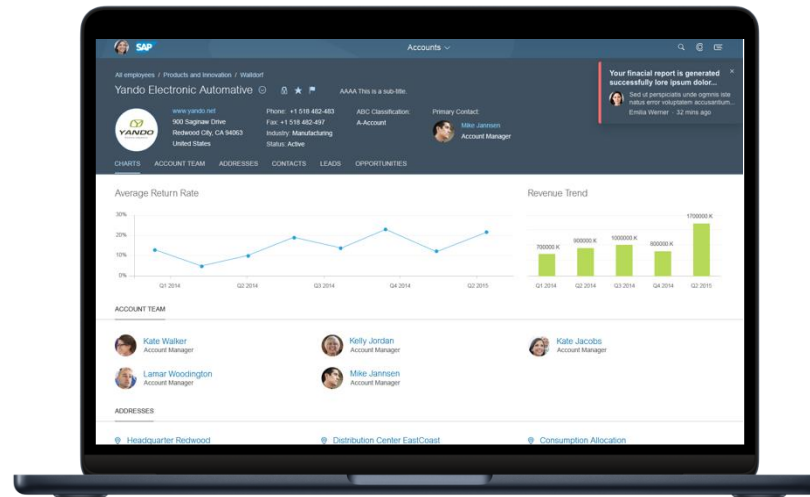 SAP
Accounts
All employees / Products and Innovation / Walldorf
Yando Electronic Automative
AAAA This is a sub-title.
YANDO
www.yando.net
900 Saginaw Drive
Redwood City, CA 94063
United States
Phone: +1 518 482-483
Fax: +1 518 482-497
Industry: Manufacturing
Status: Active
ABC Classification:
A-Account
Primary Contact:
Mike Jannsen
Account Manager
Your finacial report is generated
successfully lore ipsum dolor...
Sed ut perspiciatis unde ogmnis iste
natus error voluptatem accusantium...
Emilia Werner · 32 mins ago
CHARTS ACCOUNT TEAM ADDRESSES CONTACTS LEADS OPPORTUNITIES
Average Return Rate
30%
20%
10%
0%
Q1 2014 Q2 2014 Q3 2014 Q4 2014 Q2 2015
Revenue Trend
700000 K 900000 K 1000000 K 800000 K 1700000 K
Q1 2014 Q2 2014 Q3 2014 Q4 2014 Q2 2015
ACCOUNT TEAM
Kate Walker
Account Manager
Kelly Jordan
Account Manager
Kate Jacobs
Account Manager
Lamar Woodington
Account Manager
Mike Jannsen
Account Manager
ADDRESSES
Headquarter Redwood
Distribution Center EastCoast
Consumption Allocation